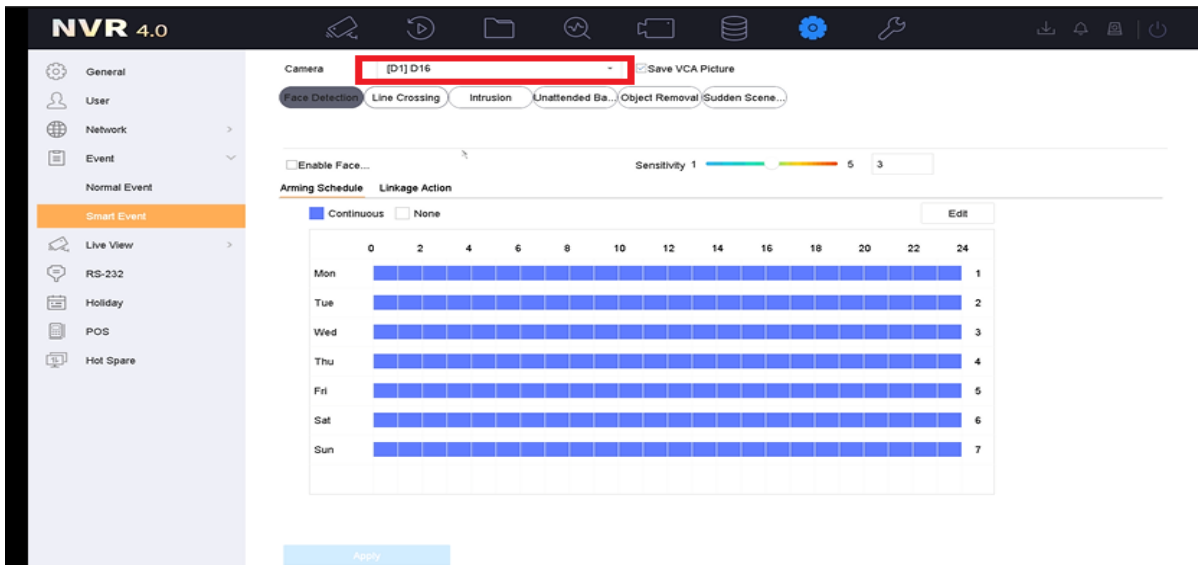 NVR 4.0
General
User
Network
Event
Normal Event
Smart Event
Live View
RS-232
Holiday
POS
Hot Spare
Camera [D1] D16 Save VCA Picture
Face Detection Line Crossing Intrusion Unattended Ba... Object Removal Sudden Scene...
Enable Face... Sensitivity 1 5 3
Arming Schedule Linkage Action
Continuous None Edit
0 2 4 6 8 10 12 14 16 18 20 22 24
Mon 1
Tue 2
Wed 3
Thu 4
Fri 5
Sat 6
Sun 7
Apply